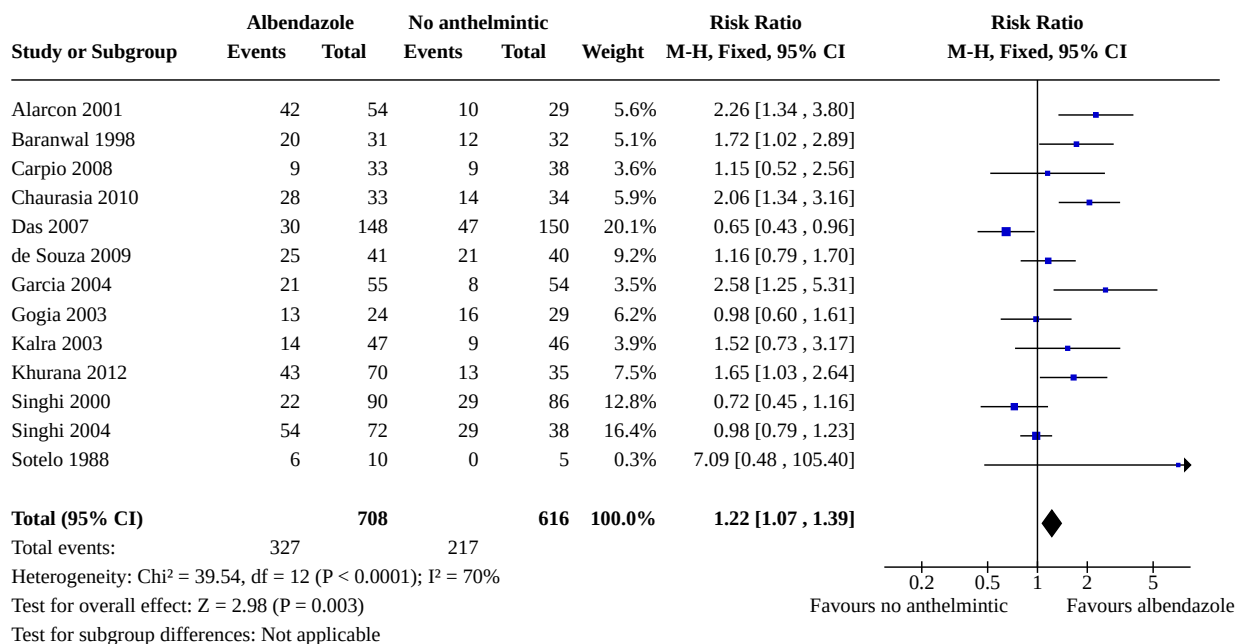 Albendazole No anthelmintic Risk Ratio Risk Ratio
Study or Subgroup Events Total Events Total Weight M-H, Fixed, 95% CI M-H, Fixed, 95% CI
Alarcon 2001 42 54 10 29 5.6% 2.26 [1.34 , 3.80]
Baranwal 1998 20 31 12 32 5.1% 1.72 [1.02 , 2.89]
Carpio 2008 9 33 9 38 3.6% 1.15 [0.52 , 2.56]
Chaurasia 2010 28 33 14 34 5.9% 2.06 [1.34 , 3.16]
Das 2007 30 148 47 150 20.1% 0.65 [0.43 , 0.96]
de Souza 2009 25 41 21 40 9.2% 1.16 [0.79 , 1.70]
Garcia 2004 21 55 8 54 3.5% 2.58 [1.25 , 5.31]
Gogia 2003 13 24 16 29 6.2% 0.98 [0.60 , 1.61]
Kalra 2003 14 47 9 46 3.9% 1.52 [0.73 , 3.17]
Khurana 2012 43 70 13 35 7.5% 1.65 [1.03 , 2.64]
Singhi 2000 22 90 29 86 12.8% 0.72 [0.45 , 1.16]
Singhi 2004 54 72 29 38 16.4% 0.98 [0.79 , 1.23]
Sotelo 1988 6 10 0 5 0.3% 7.09 [0.48 , 105.40]
Total (95% CI) 708 616 100.0% 1.22 [1.07 , 1.39]
Total events: 327 217
Heterogeneity: Chi² = 39.54, df = 12 (P < 0.0001); I² = 70%
0.2 0.5 1 2 5
Test for overall effect: Z = 2.98 (P = 0.003)
Favours no anthelmintic Favours albendazole
Test for subgroup differences: Not applicable